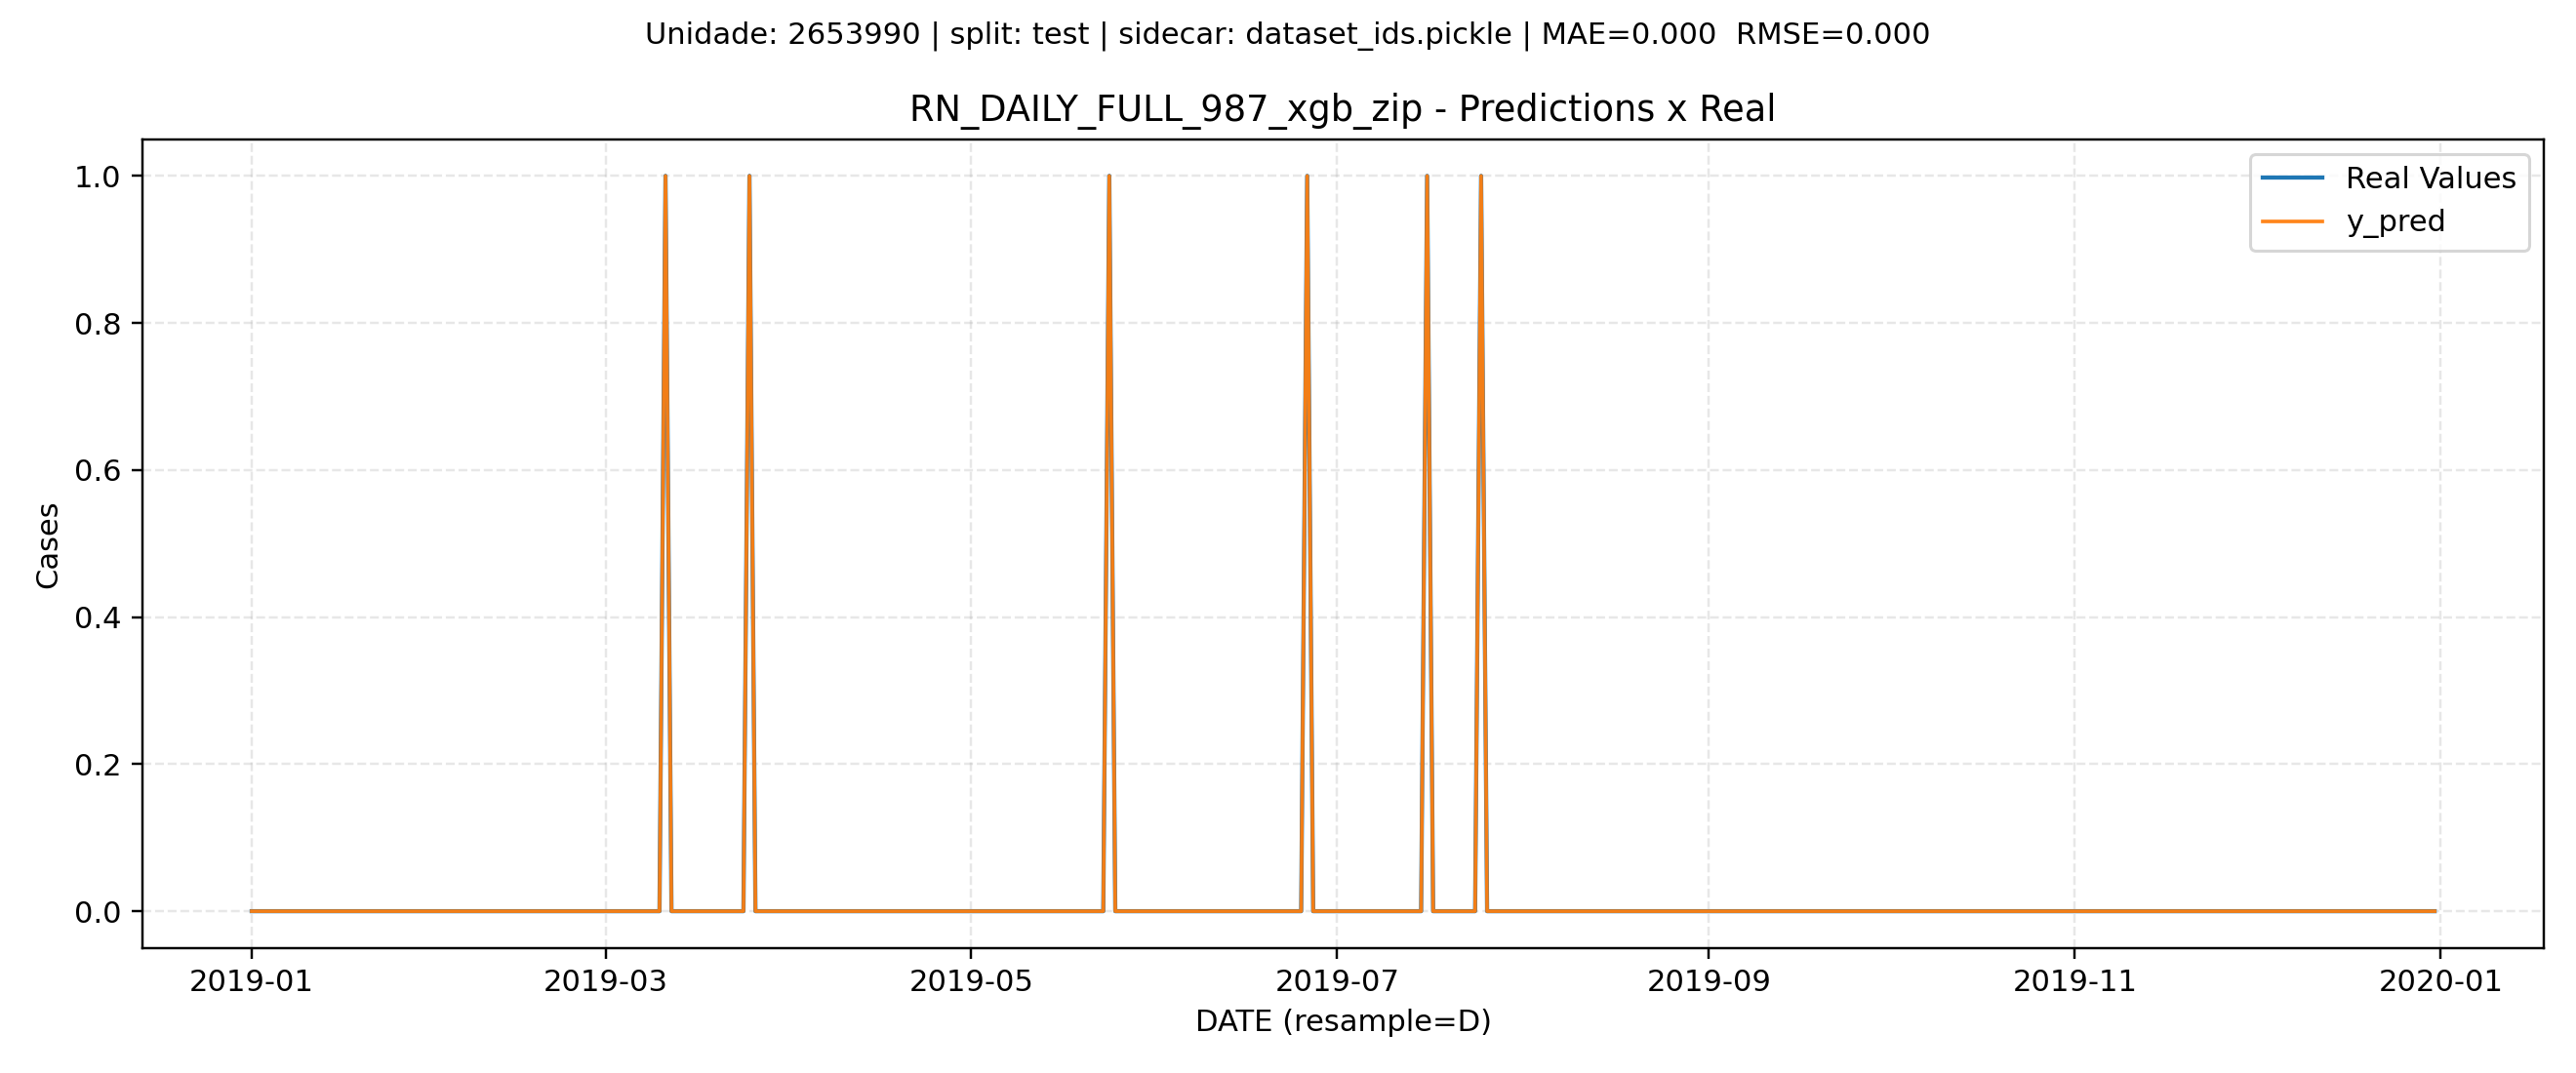 Unidade: 2653990 | split: test | sidecar: dataset_ids.pickle | MAE=0.000  RMSE=0.000
RN_DAILY_FULL_987_xgb_zip - Predictions x Real
Real Values
y_pred
1.0
0.8
0.6
0.4
0.2
0.0
Cases
2019-01 2019-03 2019-05 2019-07 2019-09 2019-11 2020-01
DATE (resample=D)